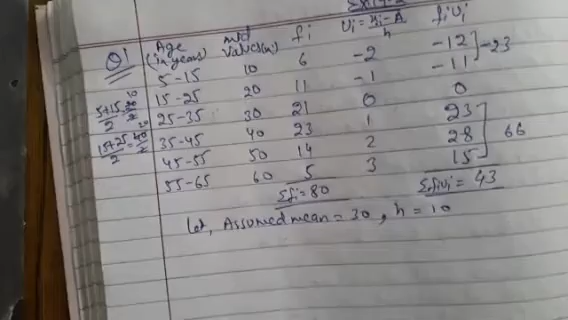 Q1 Age (in years) mid values(xi) fi Ui = xi-A/h fiUi
5-15 10 6 -2 -12 ] -23
15-25 20 11 -1 -11
25-35 30 21 0 0
35-45 40 23 1 23
45-55 50 14 2 28 ] 66
55-65 60 5 3 15
Σfi = 80 Σfiui = 43
5+15/2 = 20/2 10
15+25/2 = 40/2 20
let, Assumed mean = 30, h = 10